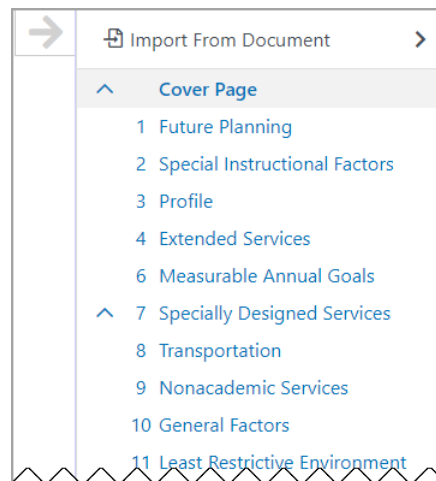 Import From Document
Cover Page
1 Future Planning
2 Special Instructional Factors
3 Profile
4 Extended Services
6 Measurable Annual Goals
7 Specially Designed Services
8 Transportation
9 Nonacademic Services
10 General Factors
11 Least Restrictive Environment